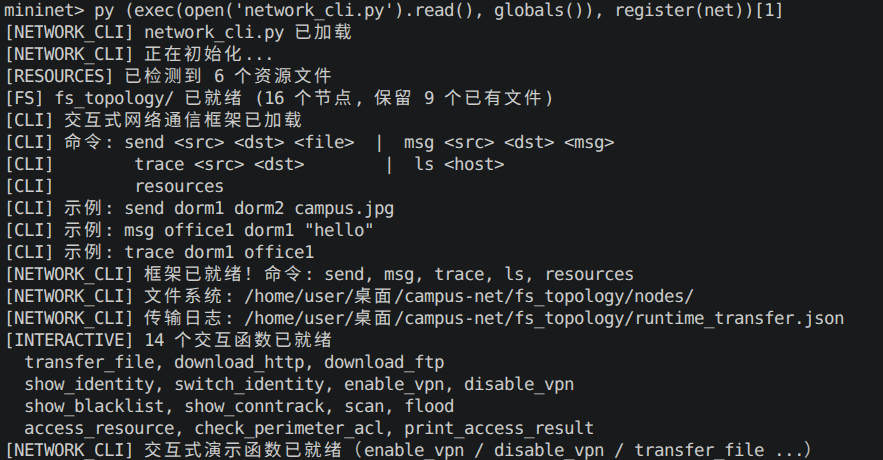 mininet> py (exec(open('network_cli.py').read(), globals()), register(net))[1]
[NETWORK_CLI] network_cli.py 已加载
[NETWORK_CLI] 正在初始化...
[RESOURCES] 已检测到 6 个资源文件
[FS] fs_topology/ 已就绪 (16 个节点, 保留 9 个已有文件)
[CLI] 交互式网络通信框架已加载
[CLI] 命令: send <src> <dst> <file>  |  msg <src> <dst> <msg>
[CLI]       trace <src> <dst>        |  ls <host>
[CLI]       resources
[CLI] 示例: send dorm1 dorm2 campus.jpg
[CLI] 示例: msg office1 dorm1 "hello"
[CLI] 示例: trace dorm1 office1
[NETWORK_CLI] 框架已就绪! 命令: send, msg, trace, ls, resources
[NETWORK_CLI] 文件系统: /home/user/桌面/campus-net/fs_topology/nodes/
[NETWORK_CLI] 传输日志: /home/user/桌面/campus-net/fs_topology/runtime_transfer.json
[INTERACTIVE] 14 个交互函数已就绪
  transfer_file, download_http, download_ftp
  show_identity, switch_identity, enable_vpn, disable_vpn
  show_blacklist, show_conntrack, scan, flood
  access_resource, check_perimeter_acl, print_access_result
[NETWORK_CLI] 交互式演示函数已就绪（enable_vpn / disable_vpn / transfer_file ...）